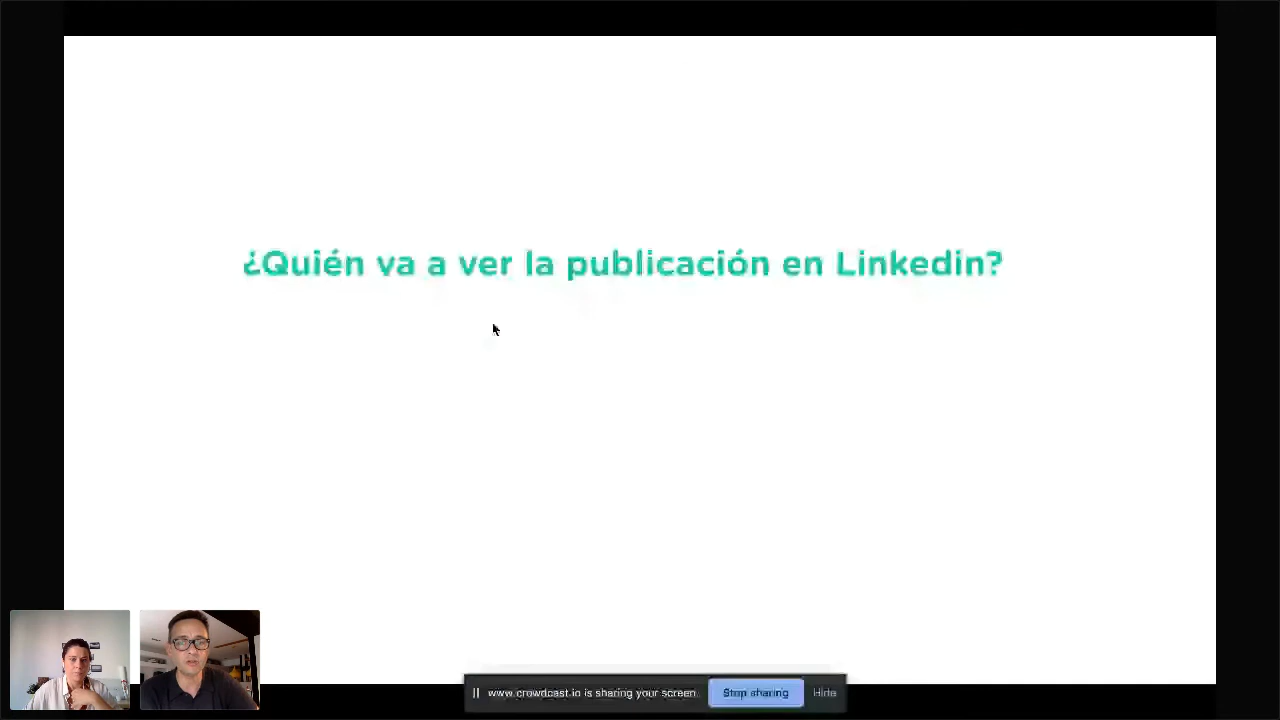 ¿Quién va a ver la publicación en Linkedin?
www.crowdcast.io is sharing your screen
Stop sharing
Hide